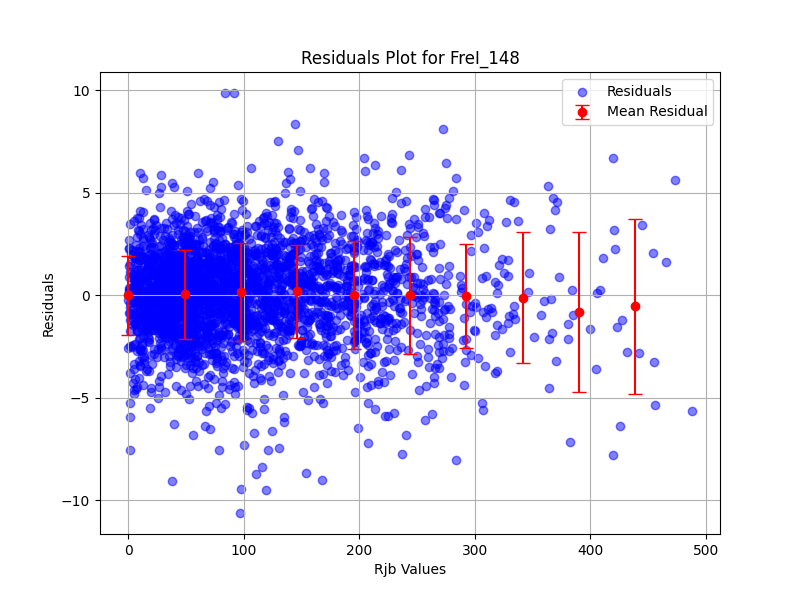 Residuals Plot for FreI_148
Residuals
Mean Residual
10
5
0
−5
−10
Residuals
0 100 200 300 400 500
Rjb Values